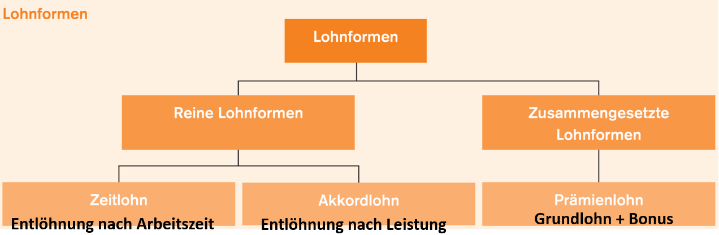 Lohnformen
Lohnformen
Reine Lohnformen
Zusammengesetzte
Lohnformen
Zeitlohn
Entlöhnung nach Arbeitszeit
Akkordlohn
Entlöhnung nach Leistung
Prämienlohn
Grundlohn + Bonus